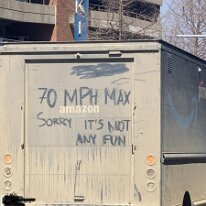 70 MPH MAX
amazon
SORRY IT'S NOT
ANY FUN